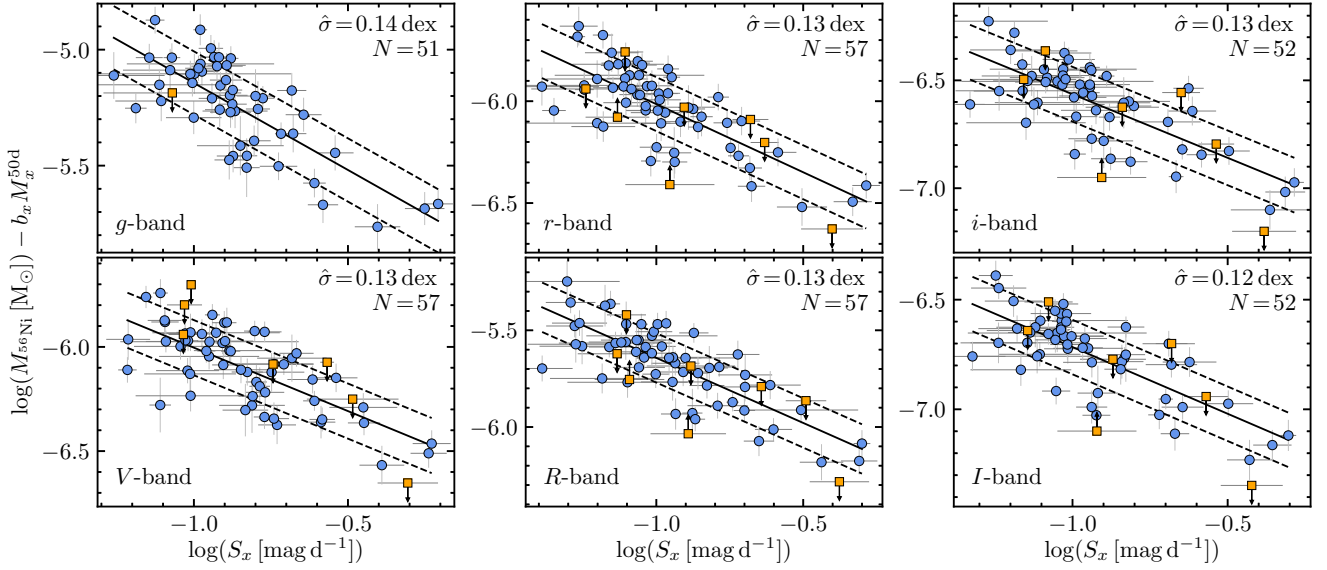 log(M₅₆Ni [M⊙]) − bₓ Mₓ⁵⁰ᵈ
σ̂ = 0.14 dex
N = 51
g-band
−5.0
−5.5
σ̂ = 0.13 dex
N = 57
r-band
−6.0
−6.5
σ̂ = 0.13 dex
N = 52
i-band
−6.5
−7.0
σ̂ = 0.13 dex
N = 57
V-band
−6.0
−6.5
−1.0
−0.5
log(Sₓ [mag d⁻¹])
σ̂ = 0.13 dex
N = 57
R-band
−5.5
−6.0
−1.0
−0.5
log(Sₓ [mag d⁻¹])
σ̂ = 0.12 dex
N = 52
I-band
−6.5
−7.0
−1.0
−0.5
log(Sₓ [mag d⁻¹])